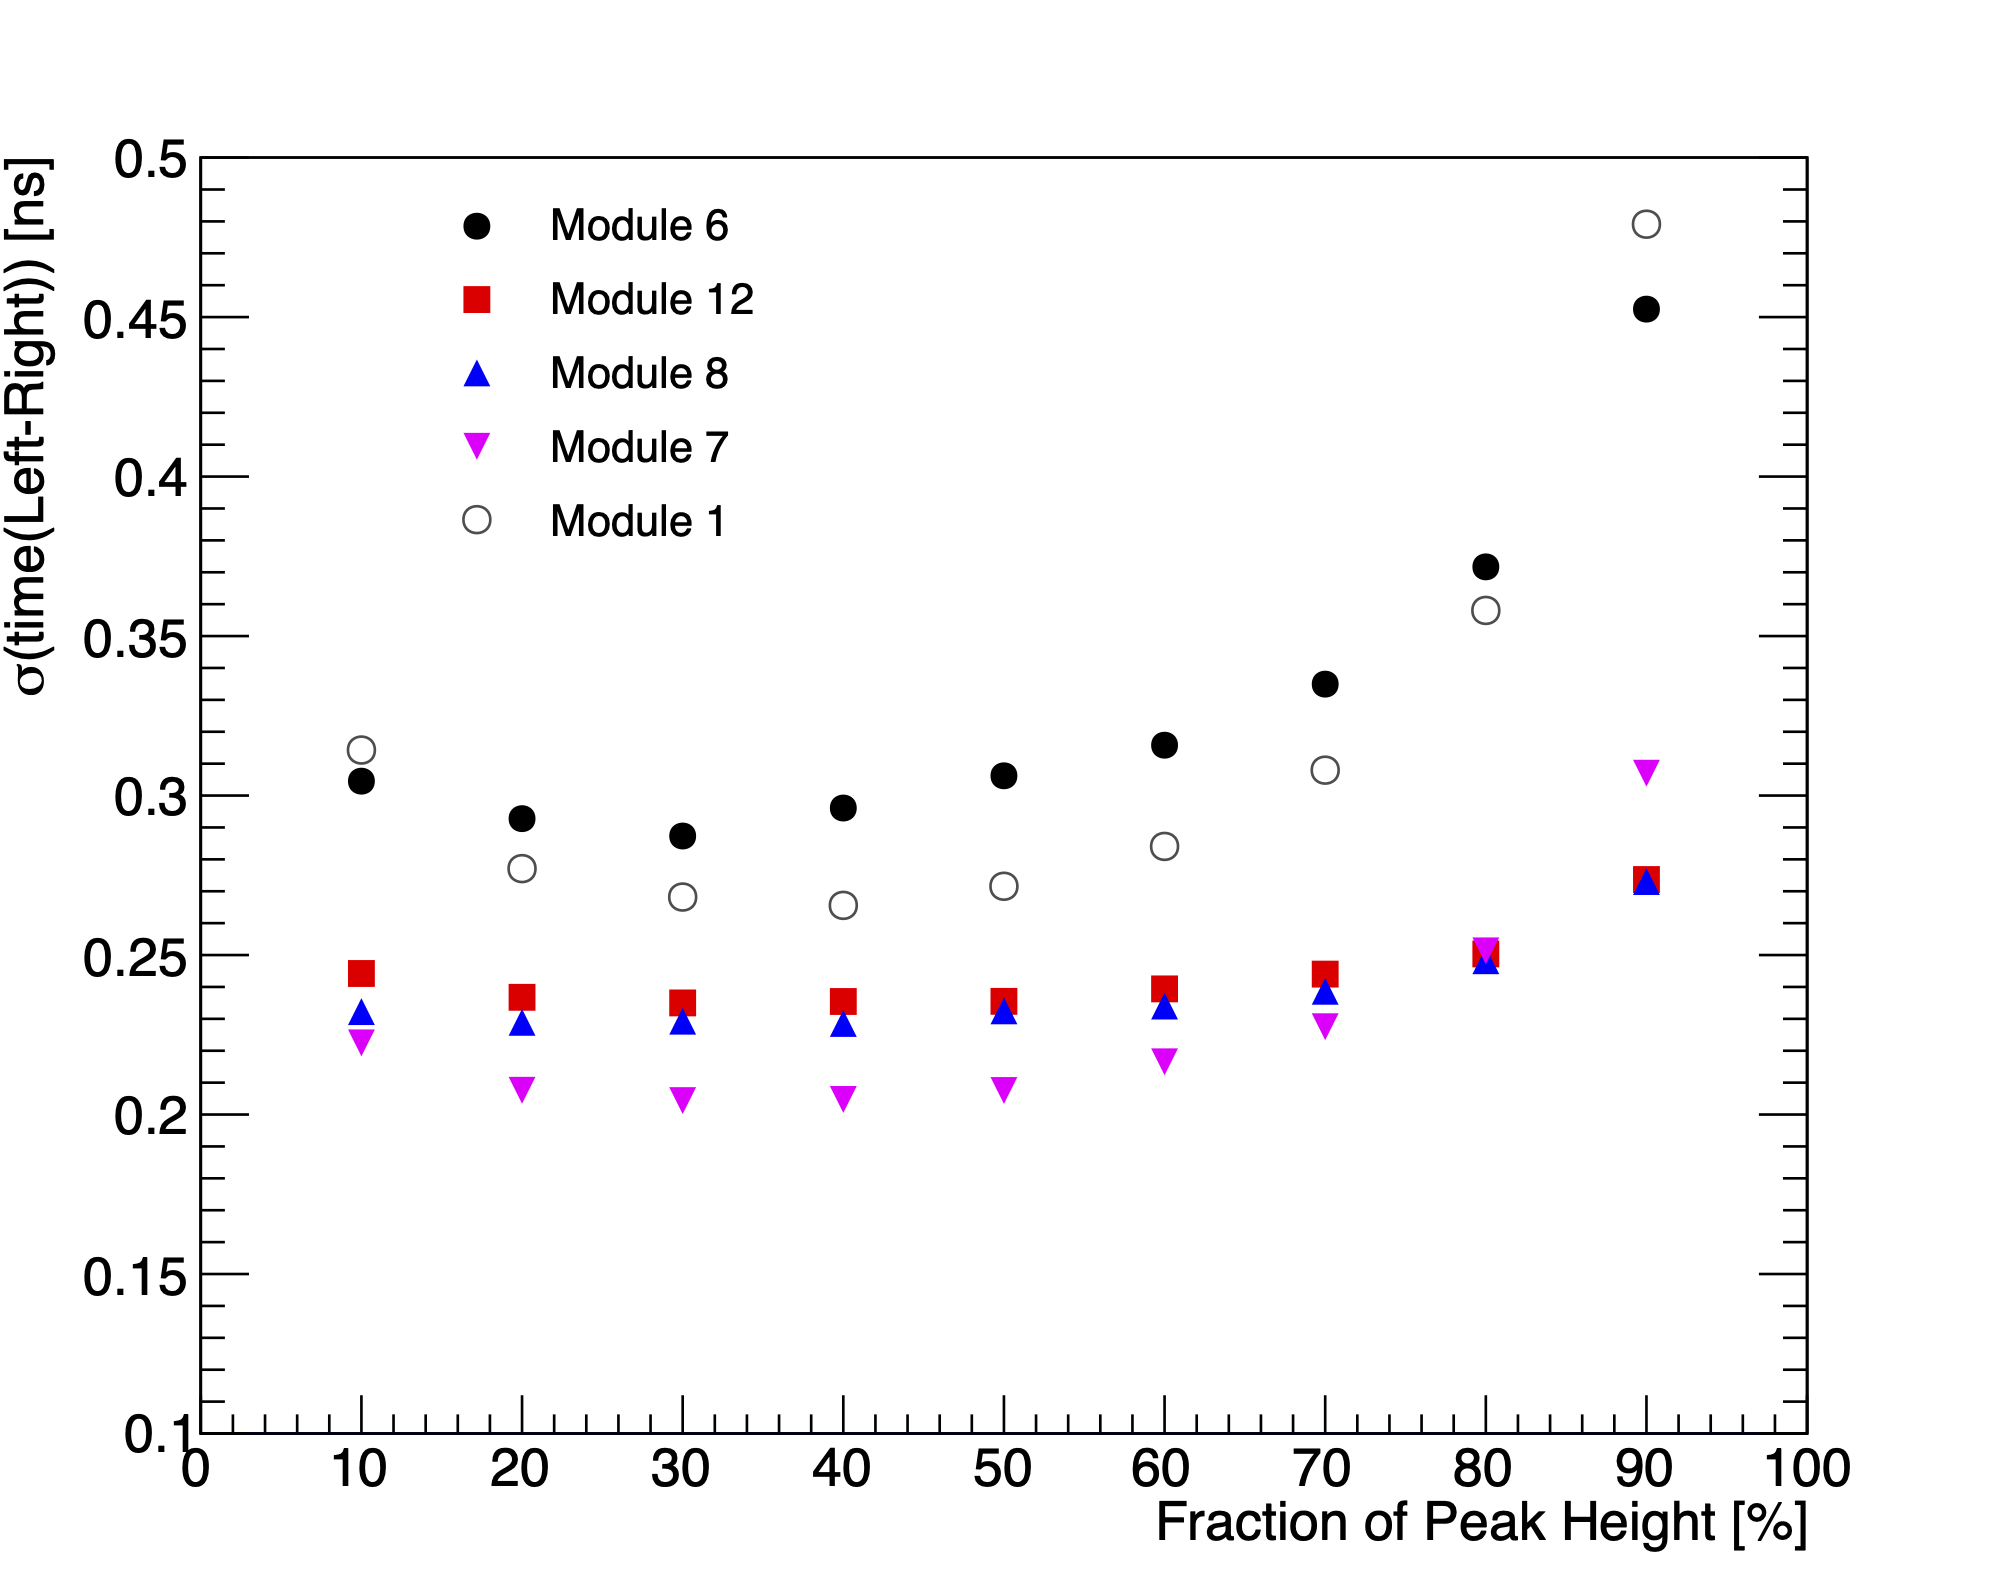 σ(time(Left-Right)) [ns]
0.5
0.45
0.4
0.35
0.3
0.25
0.2
0.15
0.1
Module 6
Module 12
Module 8
Module 7
Module 1
0 10 20 30 40 50 60 70 80 90 100
Fraction of Peak Height [%]